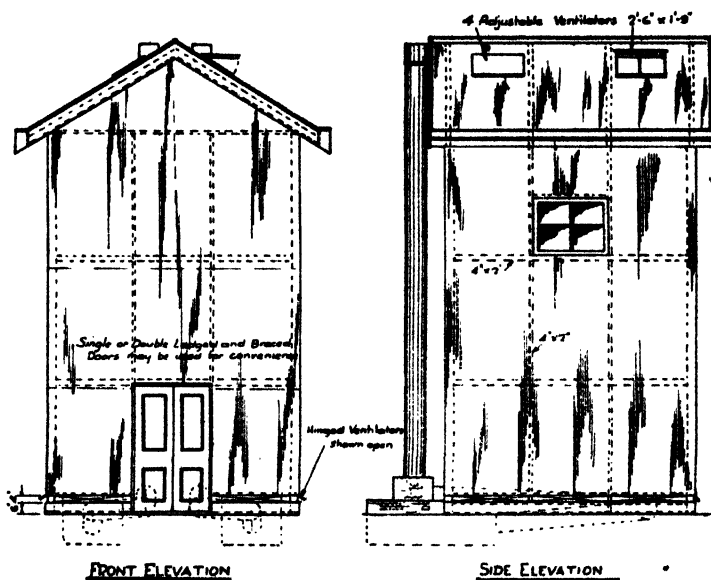 4 Adjustable Ventilators 2'-6" x 1'-9"
4"x2"
Single or Double Ledged and Braced
Doors may be used for convenience
4"x2"
Hinged Ventilators
shown open
FRONT ELEVATION
SIDE ELEVATION